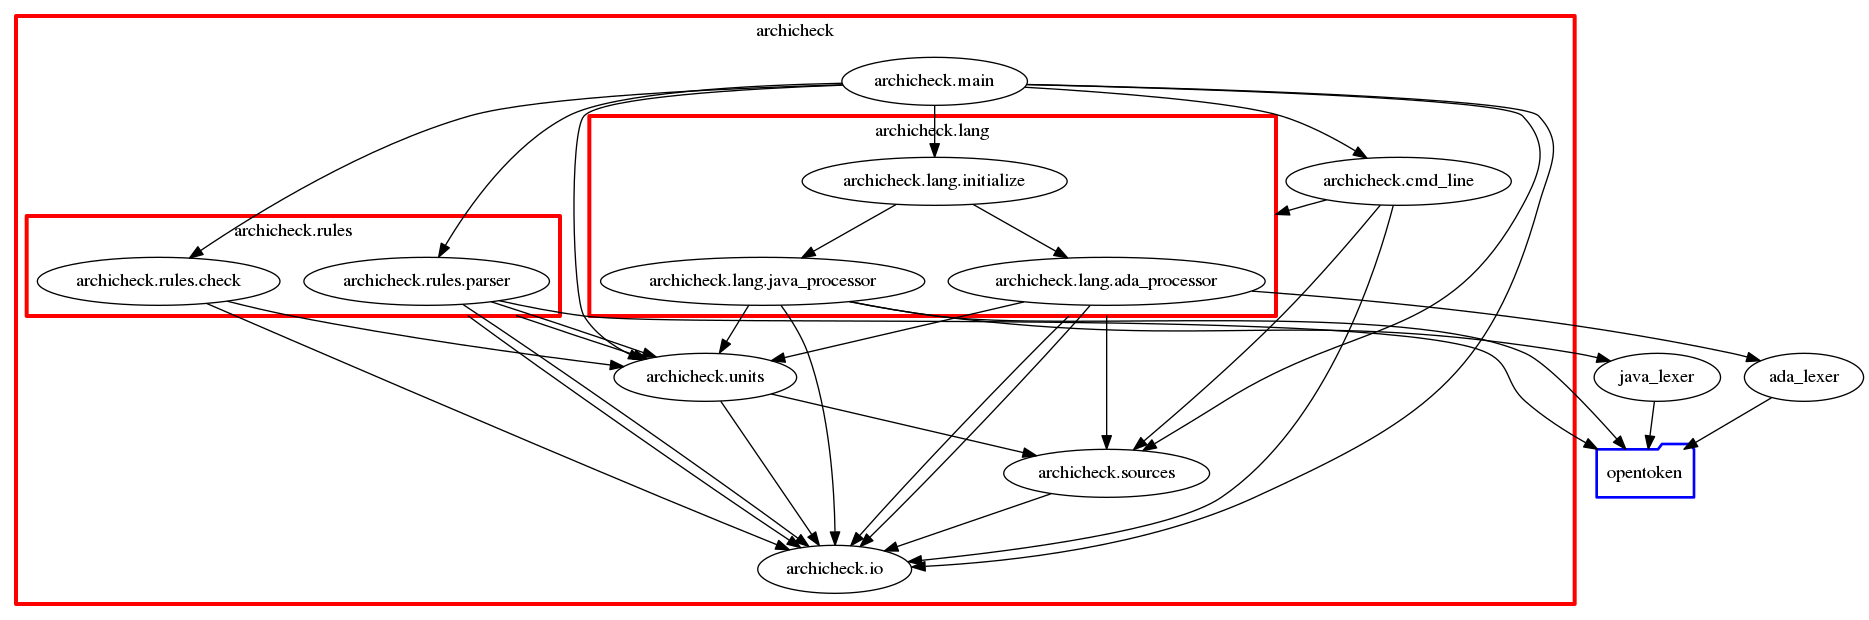 archicheck
archicheck.main
archicheck.lang
archicheck.lang.initialize
archicheck.cmd_line
archicheck.rules
archicheck.rules.check
archicheck.rules.parser
archicheck.lang.java_processor
archicheck.lang.ada_processor
archicheck.units
java_lexer
ada_lexer
archicheck.sources
opentoken
archicheck.io